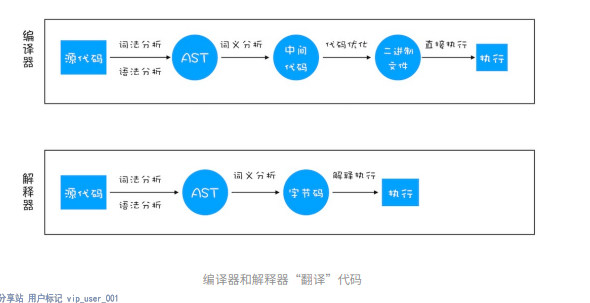 编译器
源代码
词法分析
语法分析
AST
词义分析
中间
代码
代码优化
二进制
文件
直接执行
执行
解释器
源代码
词法分析
语法分析
AST
词义分析
字节码
解释执行
执行
编译器和解释器“翻译”代码
分享站 用户标记 vip_user_001